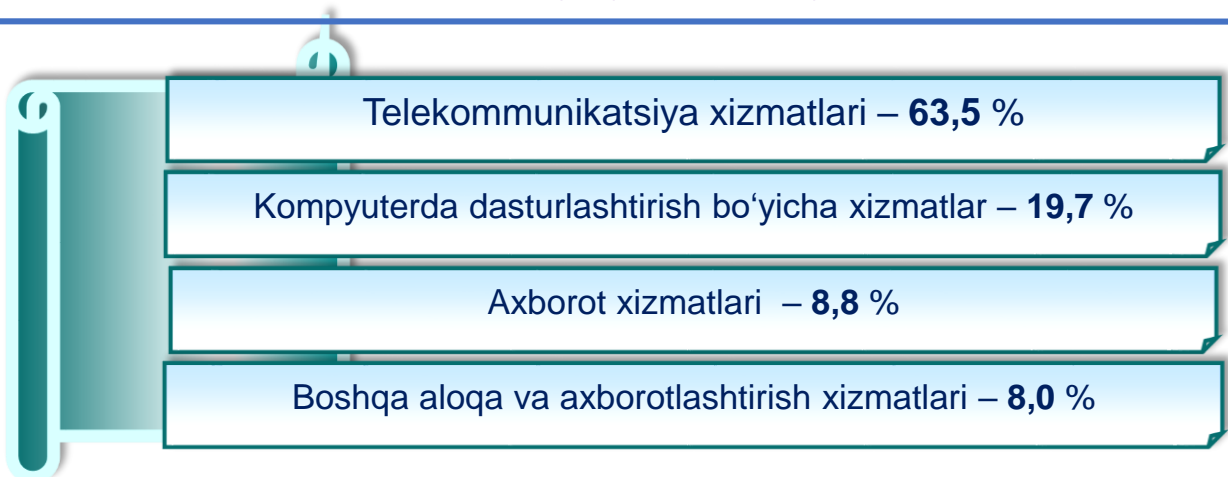 Telekommunikatsiya xizmatlari – 63,5 %
Kompyuterda dasturlashtirish bo‘yicha xizmatlar – 19,7 %
Axborot xizmatlari – 8,8 %
Boshqa aloqa va axborotlashtirish xizmatlari – 8,0 %